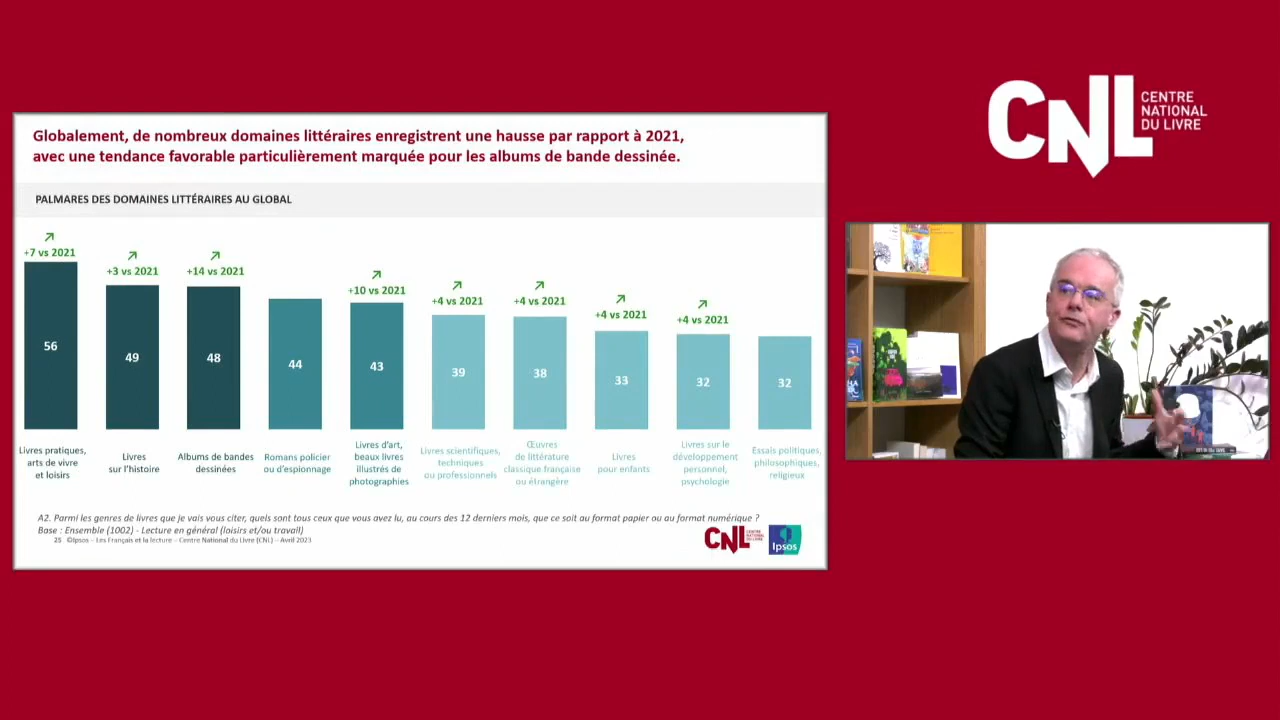 CNL CENTRE
NATIONAL
DU LIVRE
Globalement, de nombreux domaines littéraires enregistrent une hausse par rapport à 2021,
avec une tendance favorable particulièrement marquée pour les albums de bande dessinée.
PALMARES DES DOMAINES LITTÉRAIRES AU GLOBAL
+7 vs 2021
+3 vs 2021
+14 vs 2021
+10 vs 2021
+4 vs 2021
+4 vs 2021
+4 vs 2021
+4 vs 2021
56
49
48
44
43
39
38
33
32
32
Livres pratiques,
arts de vivre
et loisirs
Livres
sur l'histoire
Albums de bandes
dessinées
Romans policier
ou d'espionnage
Livres d'art,
beaux livres
illustrés de
photographies
Livres scientifiques,
techniques
ou professionnels
Œuvres
de littérature
classique française
ou étrangère
Livres
pour enfants
Livres sur le
développement
personnel,
psychologie
Essais politiques,
philosophiques,
religieux
A2. Parmi les genres de livres que je vais vous citer, quels sont tous ceux que vous avez lu, au cours des 12 derniers mois, que ce soit au format papier ou au format numérique ?
Base : Ensemble (1002) - Lecture en général (loisirs et/ou travail)
25 ©Ipsos – Les Français et la lecture – Centre National du Livre (CNL) – Avril 2023
CNL CENTRE
NATIONAL
DU LIVRE
Ipsos